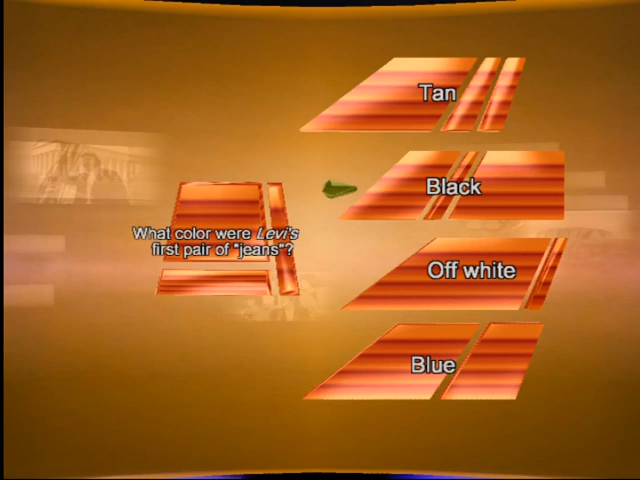 What color were Levi's
first pair of "jeans"?
Tan
Black
Off white
Blue